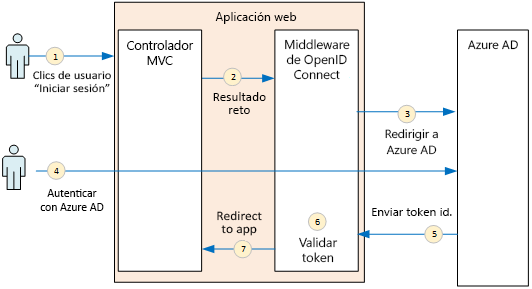 Aplicación web
Controlador
MVC
Middleware
de OpenID
Connect
Azure AD
1
Clics de usuario
“Iniciar sesión”
2
Resultado
reto
3
Redirigir a
Azure AD
4
Autenticar
con Azure AD
Enviar token id.
5
6
Validar
token
Redirect
to app
7